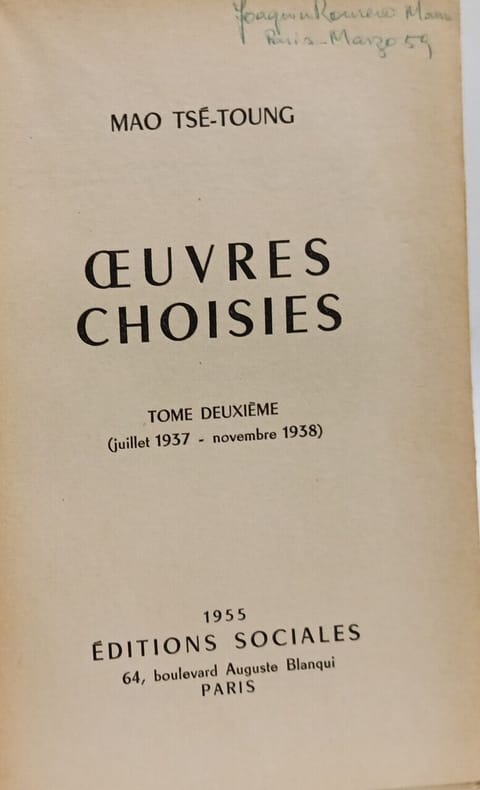 Joaquin Romero
Paris - Marzo 59
MAO TSÉ-TOUNG
ŒUVRES
CHOISIES
TOME DEUXIÈME
(juillet 1937 - novembre 1938)
1955
ÉDITIONS SOCIALES
64, boulevard Auguste Blanqui
PARIS